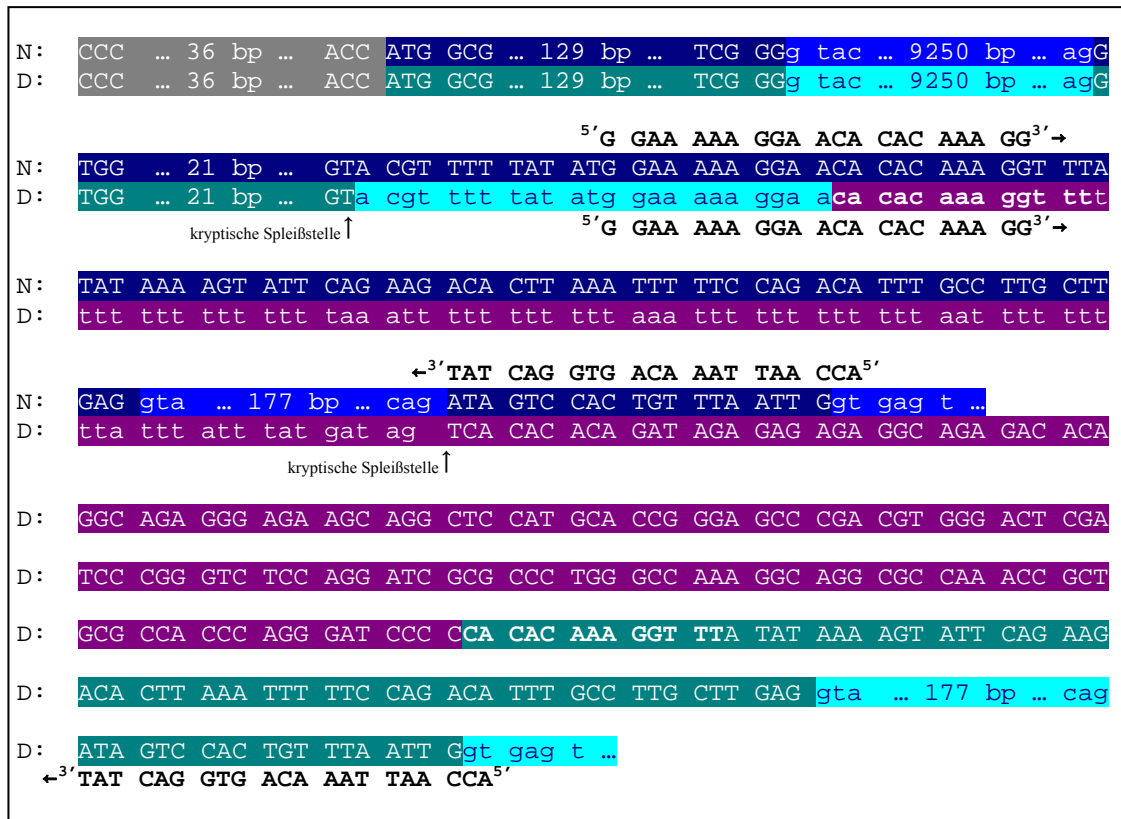 N: CCC … 36 bp … ACC ATG GCG … 129 bp … TCG GGg tac … 9250 bp … agG
D: CCC … 36 bp … ACC ATG GCG … 129 bp … TCG GGg tac … 9250 bp … agG
5'G GAA AAA GGA ACA CAC AAA GG3'→
N: TGG … 21 bp … GTA CGT TTT TAT ATG GAA AAA GGA ACA CAC AAA GGT TTA
D: TGG … 21 bp … GTa cgt ttt tat atg gaa aaa gga aca cac aaa ggt ttt
kryptische Spleißstelle↑ 5'G GAA AAA GGA ACA CAC AAA GG3'→
N: TAT AAA AGT ATT CAG AAG ACA CTT AAA TTT TTC CAG ACA TTT GCC TTG CTT
D: ttt ttt ttt ttt taa att ttt ttt ttt aaa ttt ttt ttt ttt aat ttt ttt
←3'TAT CAG GTG ACA AAT TAA CCA5'
N: GAG gta … 177 bp … cag ATA GTC CAC TGT TTA ATT Ggt gag t …
D: tta ttt att tat gat ag TCA CAC ACA GAT AGA GAG AGA GGC AGA GAC ACA
kryptische Spleißstelle↑
D: GGC AGA GGG AGA AGC AGG CTC CAT GCA CCG GGA GCC CGA CGT GGG ACT CGA
D: TCC CGG GTC TCC AGG ATC GCG CCC TGG GCC AAA GGC AGG CGC CAA ACC GCT
D: GCG CCA CCC AGG GAT CCC CCA CAC AAA GGT TTA TAT AAA AGT ATT CAG AAG
D: ACA CTT AAA TTT TTC CAG ACA TTT GCC TTG CTT GAG gta … 177 bp … cag
D: ATA GTC CAC TGT TTA ATT Ggt gag t …
←3'TAT CAG GTG ACA AAT TAA CCA5'